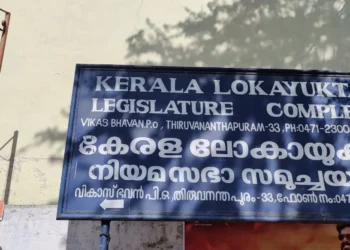 KERALA LOKAYUKT
LEGISLATURE COMPLE
VIKAS BHAVAN.P.O , THIRUVANANTHAPURAM-33, PH:0471-2300
കേരള ലോകായുക
നിയമസഭാ സമുച്ചയ
വികാസ് ഭവൻ പി.ഒ, തിരുവനന്തപുരം-33, ഫോൺ നം:047